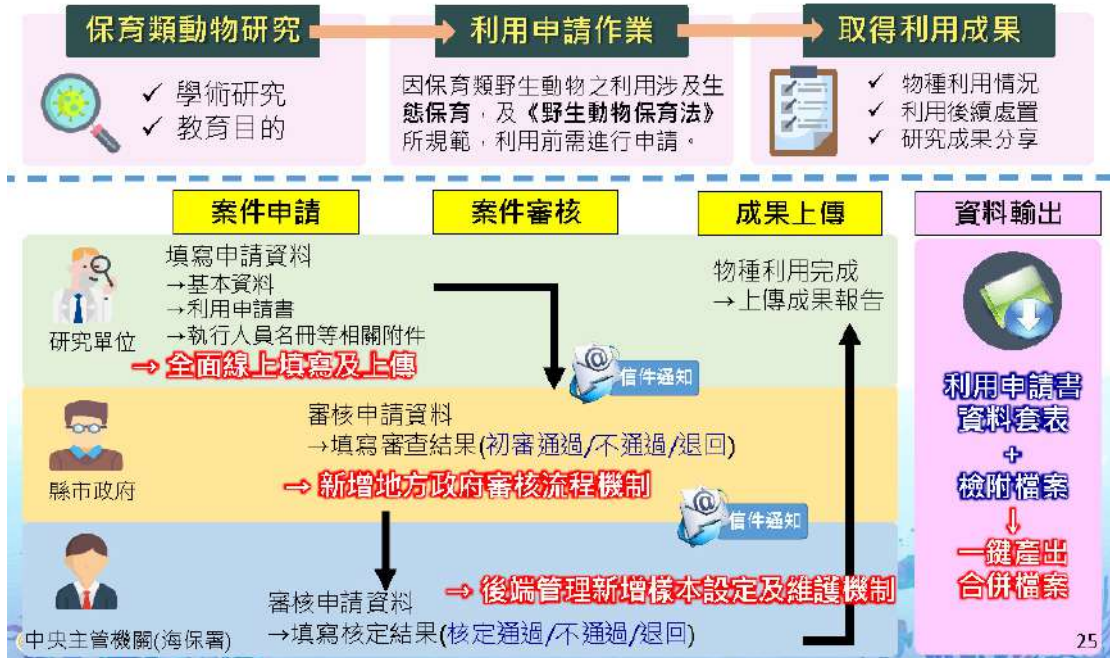 保育類動物研究
利用申請作業
取得利用成果
✓ 學術研究
✓ 教育目的
因保育類野生動物之利用涉及生
態保育，及《野生動物保育法》
所規範，利用前需進行申請。
✓ 物種利用情況
✓ 利用後續處置
✓ 研究成果分享
案件申請
案件審核
成果上傳
資料輸出
研究單位
填寫申請資料
→基本資料
→利用申請書
→執行人員名冊等相關附件
→ 全面線上填寫及上傳
信件通知
物種利用完成
→ 上傳成果報告
縣市政府
審核申請資料
→填寫審查結果(初審通過/不通過/退回)
→ 新增地方政府審核流程機制
信件通知
中央主管機關(海保署)
→ 後端管理新增樣本設定及維護機制
審核申請資料
→填寫核定結果(核定通過/不通過/退回)
利用申請書
資料套表
+
檢附檔案
↓
一鍵產出
合併檔案
25